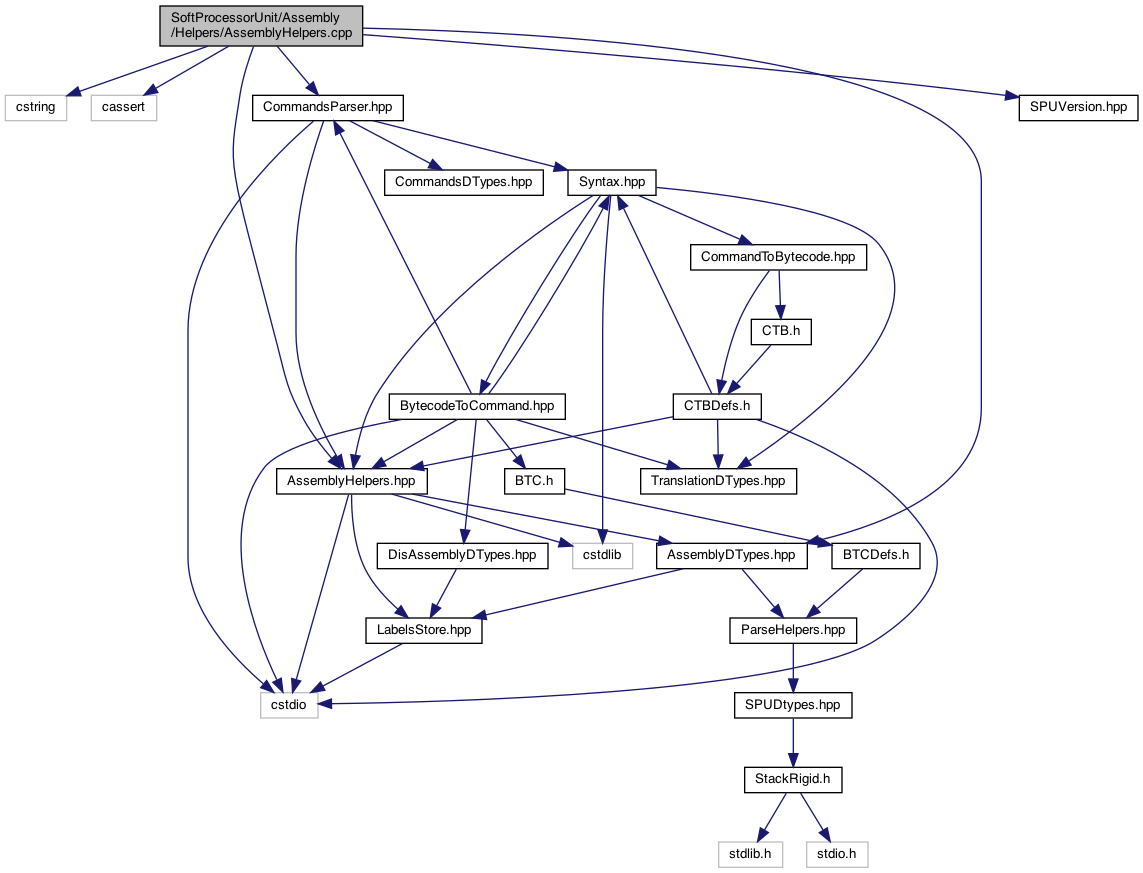 SoftProcessorUnit/Assembly
/Helpers/AssemblyHelpers.cpp
cstring
cassert
CommandsParser.hpp
SPUVersion.hpp
CommandsDTypes.hpp
Syntax.hpp
CommandToBytecode.hpp
CTB.h
BytecodeToCommand.hpp
CTBDefs.h
AssemblyHelpers.hpp
BTC.h
TranslationDTypes.hpp
DisAssemblyDTypes.hpp
cstdlib
AssemblyDTypes.hpp
BTCDefs.h
LabelsStore.hpp
ParseHelpers.hpp
cstdio
SPUDtypes.hpp
StackRigid.h
stdlib.h
stdio.h